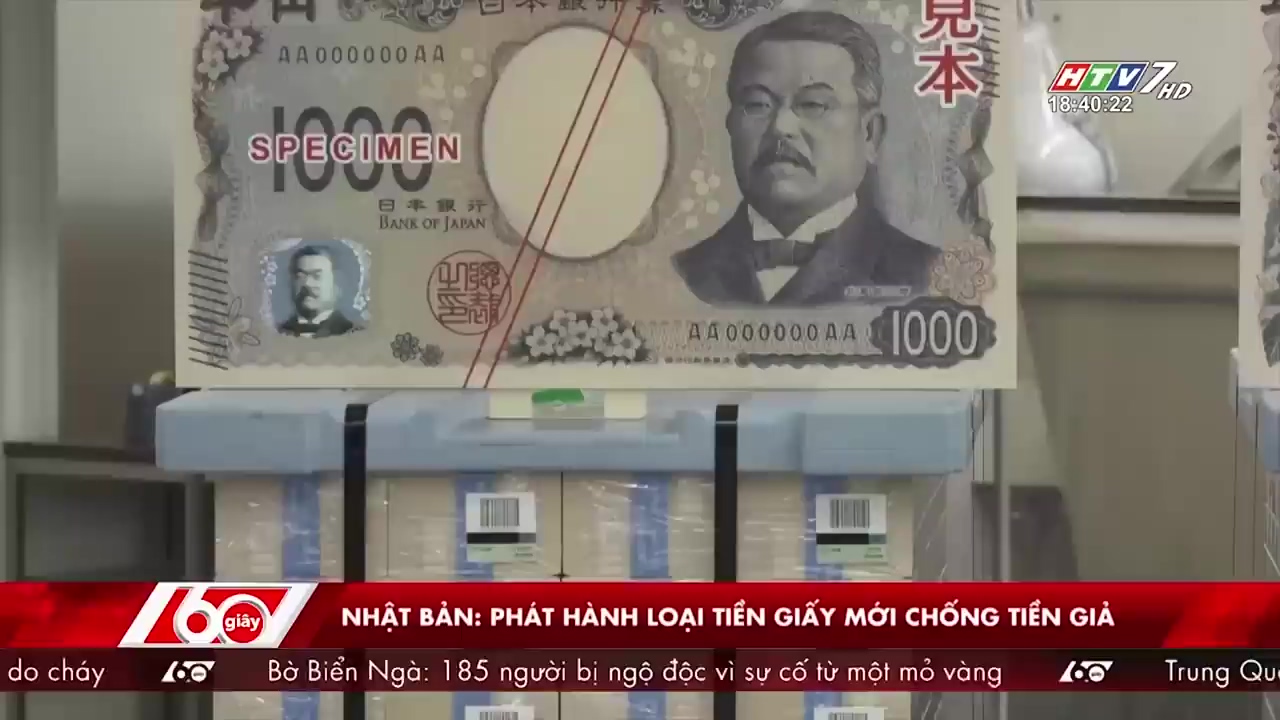 日本銀行券
見本
AA000000AA
1000
SPECIMEN
日本銀行
BANK OF JAPAN
AA000000AA
1000
HTV7 HD
18:40:22
60 giây
NHẬT BẢN: PHÁT HÀNH LOẠI TIỀN GIẤY MỚI CHỐNG TIỀN GIẢ
do cháy 60 Bờ Biển Ngà: 185 người bị ngộ độc vì sự cố từ một mỏ vàng 60 Trung Qu